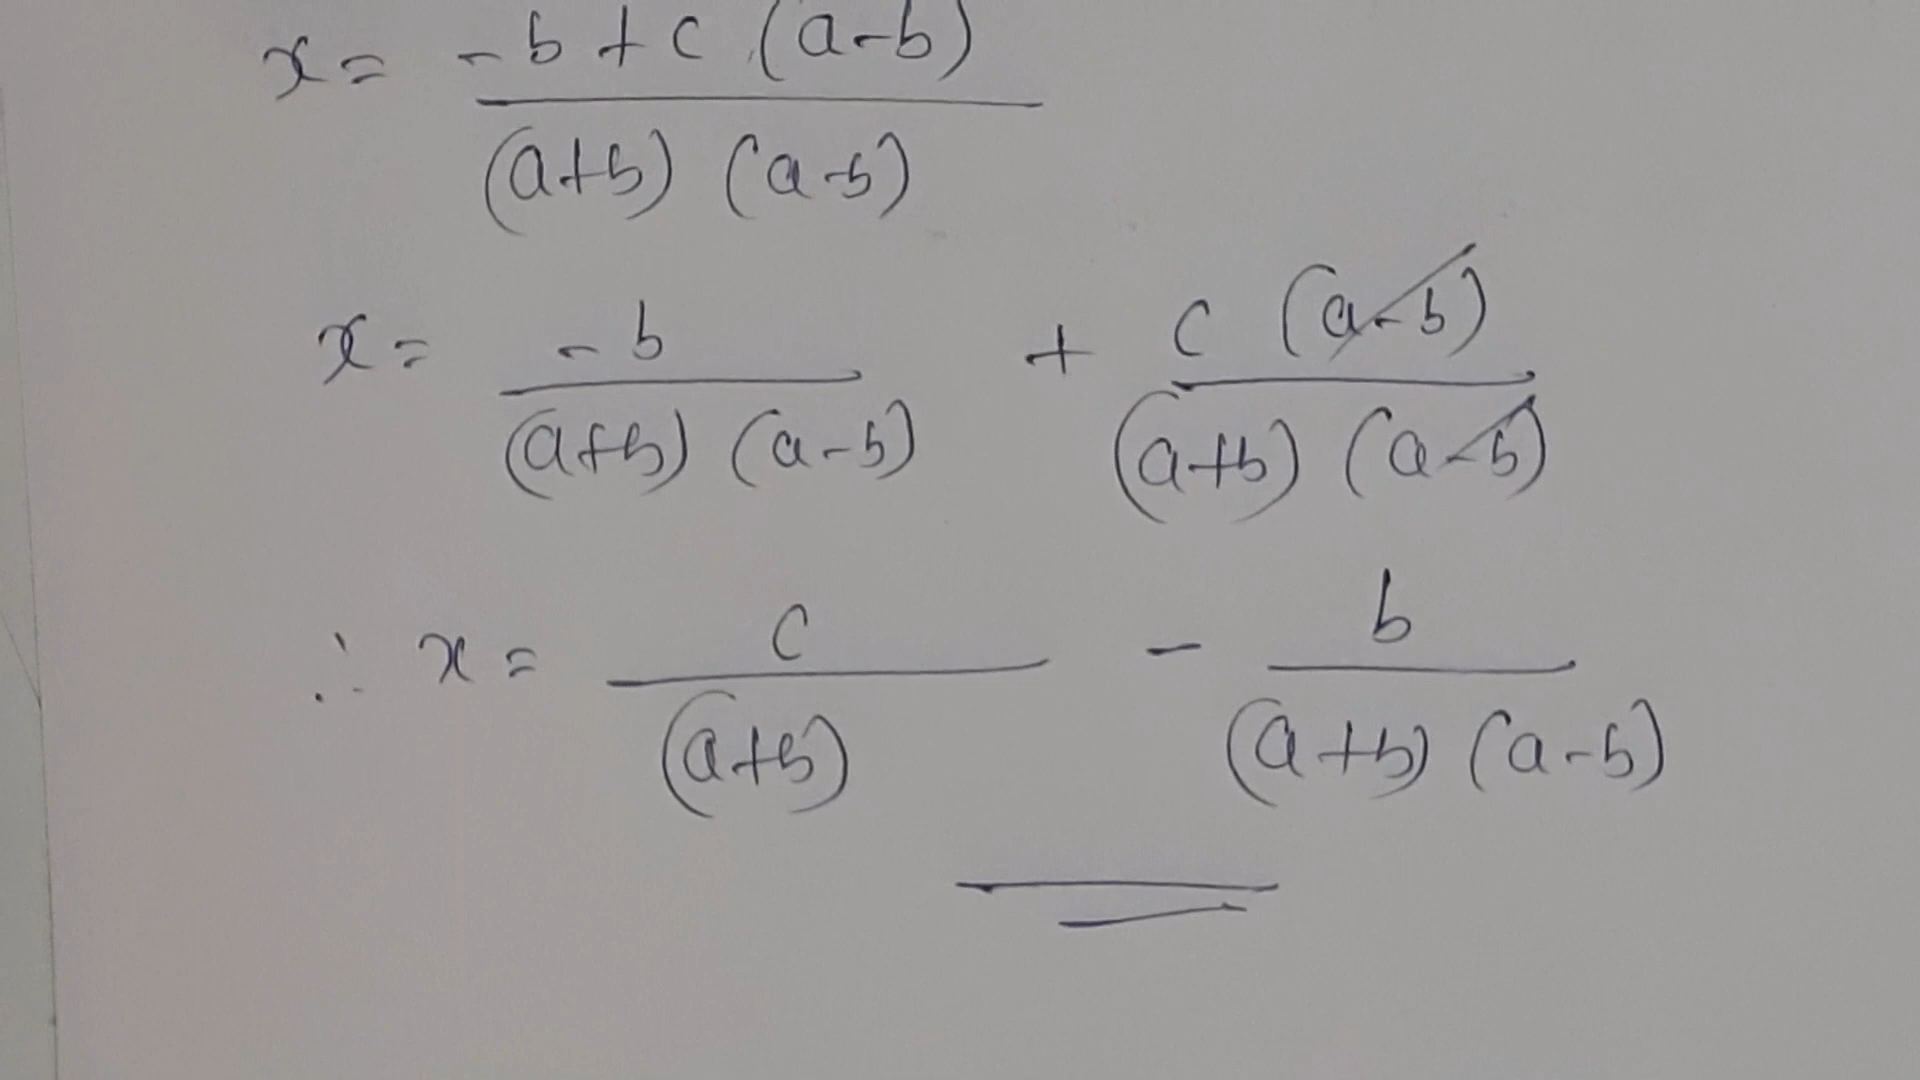 x = -b + c (a-b) / (a+b) (a-b)
x = -b / (a+b) (a-b) + c (a-b) / (a+b) (a-b)
∴ x = c / (a+b) - b / (a+b) (a-b)